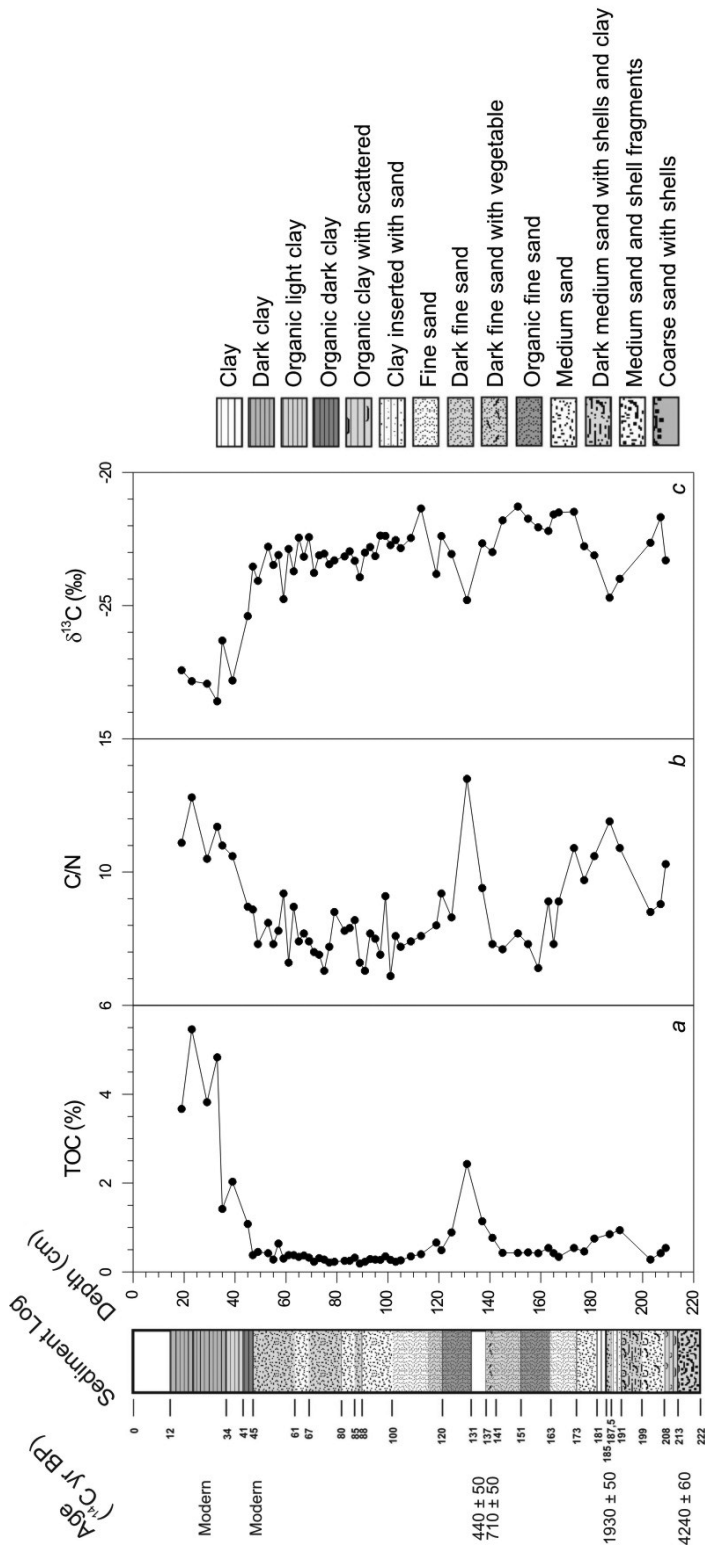 Age
(¹⁴C yr BP)
Sediment Log
Depth (cm)
TOC (%)
C/N
δ¹³C (‰)
Modern
Modern
440 ± 50
710 ± 50
1930 ± 50
4240 ± 60
0
12
34
41
45
63
67
80
85
88
100
120
131
137
141
151
163
173
181
185
187,5
191
199
208
213
222
0
20
40
60
80
100
120
140
160
180
200
220
0
2
4
6
10
15
-25
-20
a
b
c
Clay
Dark clay
Organic light clay
Organic dark clay
Organic clay with scattered
Clay inserted with sand
Fine sand
Dark fine sand
Dark fine sand with vegetable
Organic fine sand
Medium sand
Dark medium sand with shells and clay
Medium sand and shell fragments
Coarse sand with shells